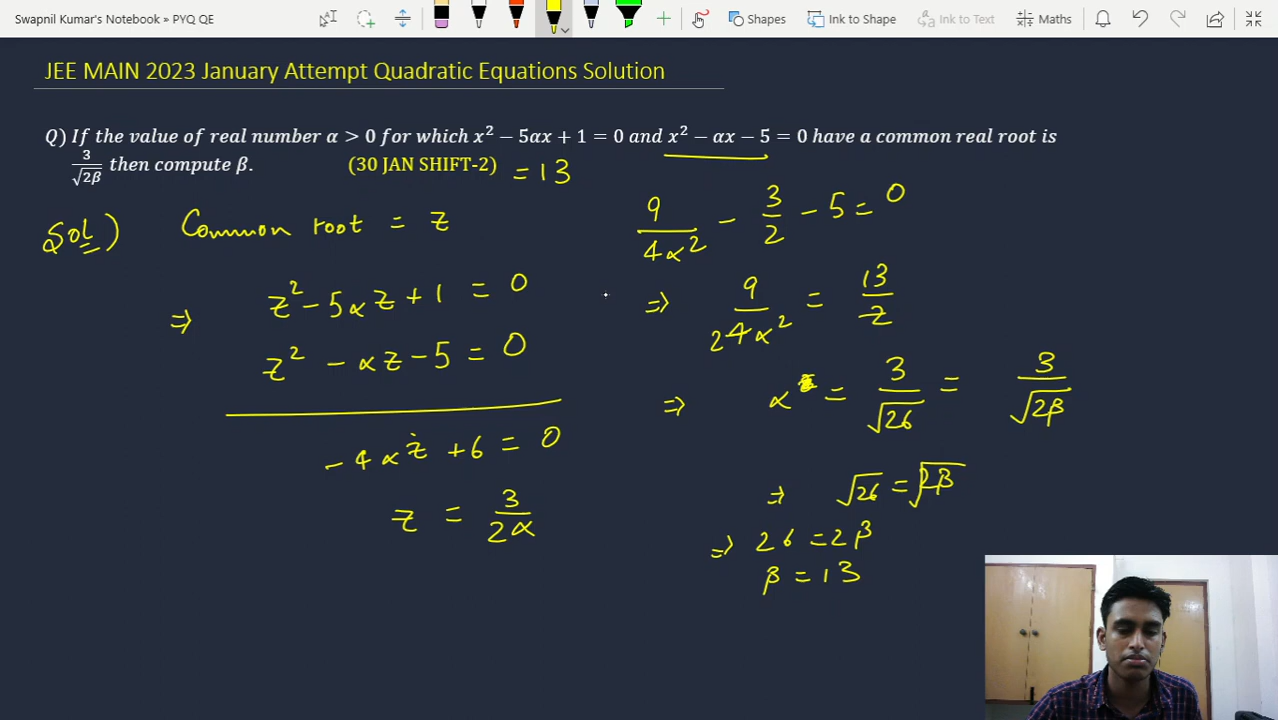 Swapnil Kumar's Notebook » PYQ QE
Shapes
Ink to Shape
Ink to Text
Maths
JEE MAIN 2023 January Attempt Quadratic Equations Solution
Q) If the value of real number α > 0 for which x² − 5αx + 1 = 0 and x² − αx − 5 = 0 have a common real root is
3/√2β then compute β. (30 JAN SHIFT-2) = 13
Sol) Common root = z
⇒ z² − 5αz + 1 = 0
z² − αz − 5 = 0
−4αz + 6 = 0
z = 3/2α
9/4α² − 3/2 − 5 = 0
⇒ 9/24α² = 13/2
⇒ α = 3/√26 = 3/√2β
⇒ √26 = √2β
⇒ 26 = 2β
β = 13